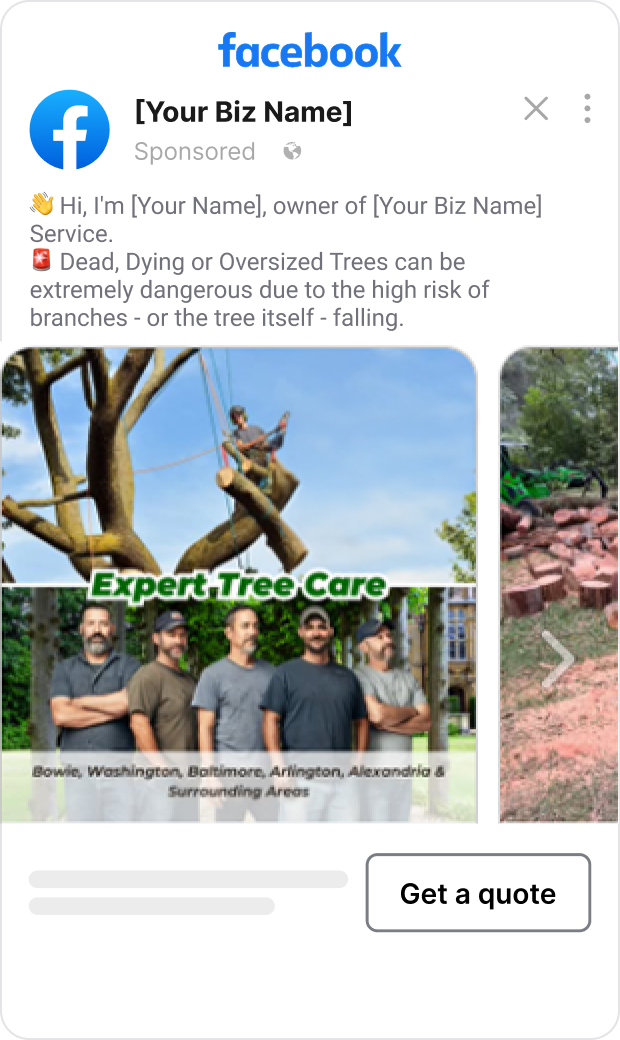 facebook
[Your Biz Name]
Sponsored
👋 Hi, I'm [Your Name], owner of [Your Biz Name]
Service.
🚨 Dead, Dying or Oversized Trees can be
extremely dangerous due to the high risk of
branches - or the tree itself - falling.
Expert Tree Care
Bowie, Washington, Baltimore, Arlington, Alexandria &
Surrounding Areas
Get a quote